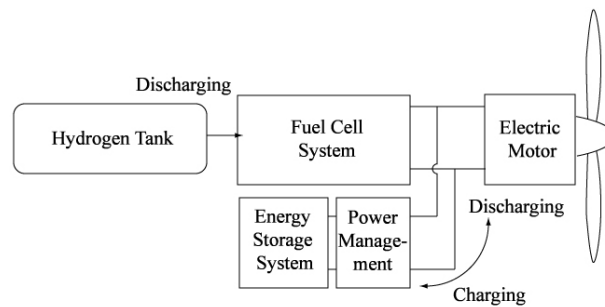 Discharging
Hydrogen Tank
Fuel Cell
System
Electric
Motor
Energy
Storage
System
Power
Manage-
ment
Discharging
Charging